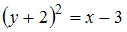 (y + 2)² = x − 3